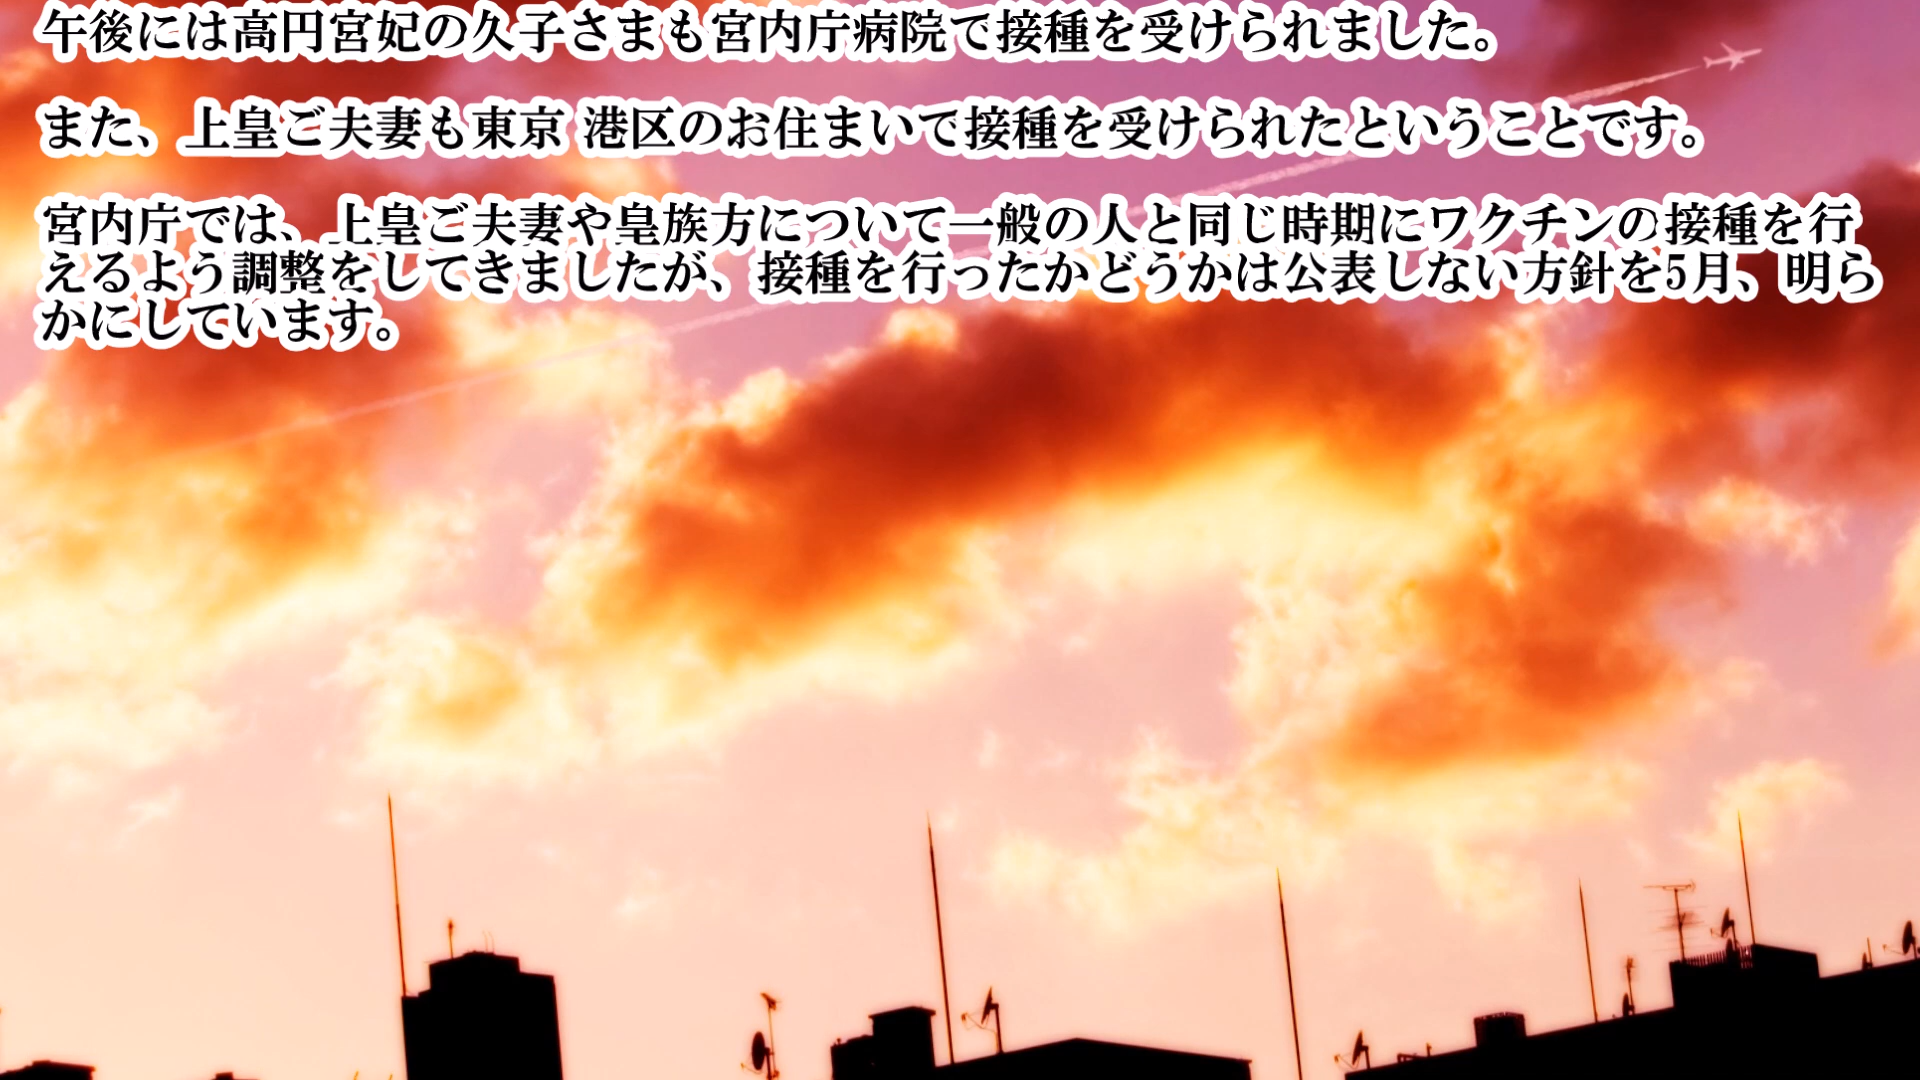 午後には高円宮妃の久子さまも宮内庁病院で接種を受けられました。
また、上皇ご夫妻も東京 港区のお住まいで接種を受けられたということです。
宮内庁では、上皇ご夫妻や皇族方について一般の人と同じ時期にワクチンの接種を行
えるよう調整をしてきましたが、接種を行ったかどうかは公表しない方針を5月、明ら
かにしています。